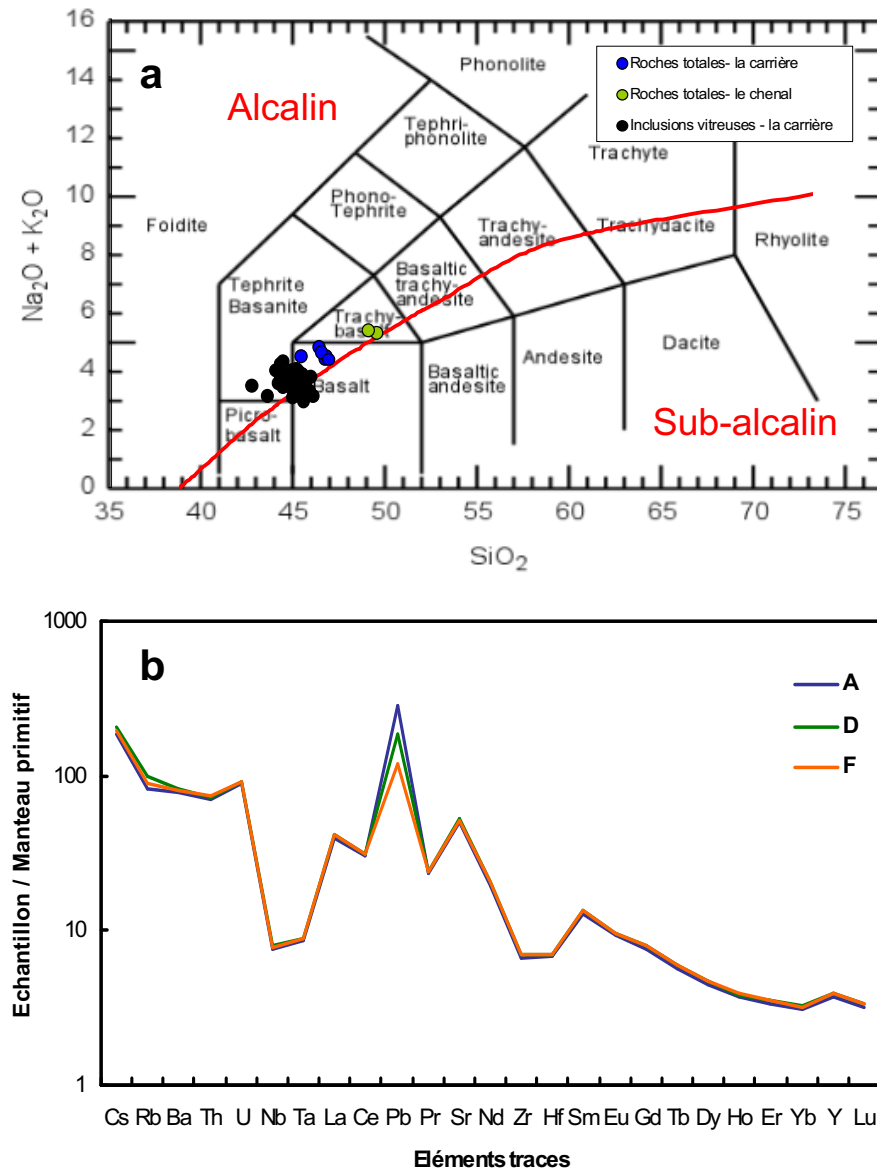 16
14
12
10
8
6
4
2
0
Na₂O + K₂O
a
Alcalin
Sub-alcalin
Roches totales- la carrière
Roches totales- le chenal
Inclusions vitreuses - la carrière
Phonolite
Tephri-
phonolite
Trachyte
Phono-
Tephrite
Foidite
Trachy-
andesite
Trachydacite
Rhyolite
Tephrite
Basanite
Basaltic
trachy-
andesite
Trachy-
basalt
Basalt
Basaltic
andesite
Andesite
Dacite
Picro-
basalt
35 40 45 50 55 60 65 70 75
SiO₂
b
1000
100
10
1
Echantillon / Manteau primitif
A
D
F
Cs Rb Ba Th U Nb Ta La Ce Pb Pr Sr Nd Zr Hf Sm Eu Gd Tb Dy Ho Er Yb Y Lu
Eléments traces